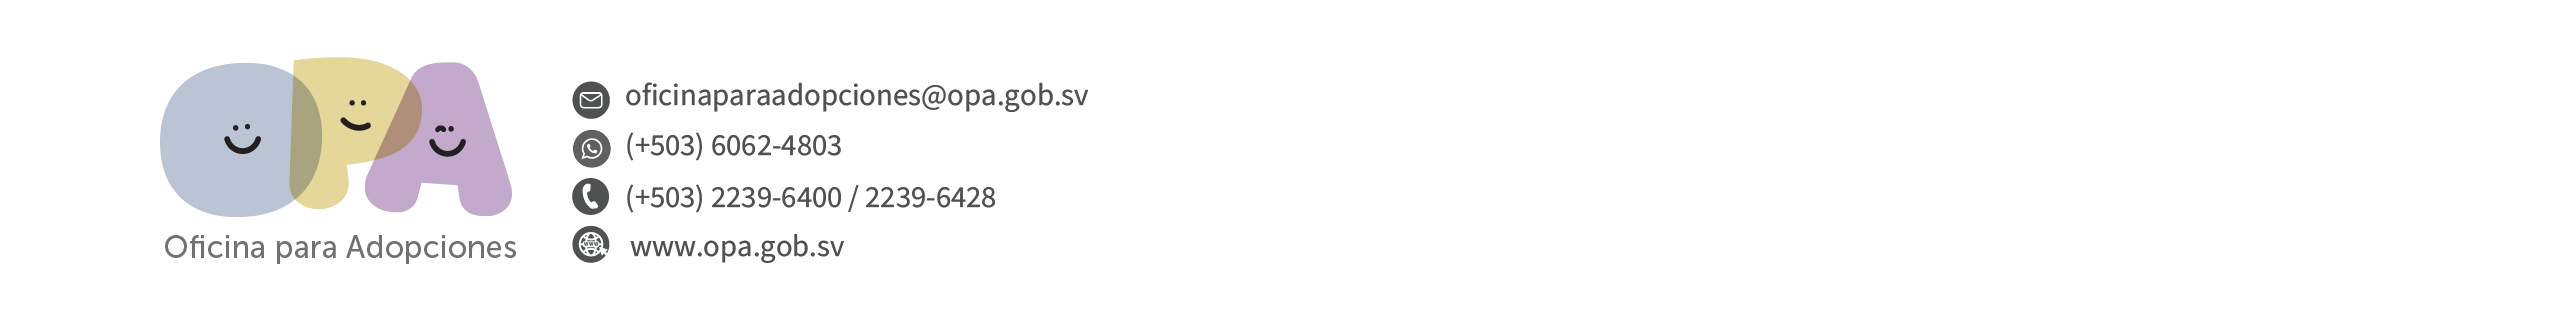 OPA
Oficina para Adopciones
oficinaparaadopciones@opa.gob.sv
(+503) 6062-4803
(+503) 2239-6400 / 2239-6428
www.opa.gob.sv